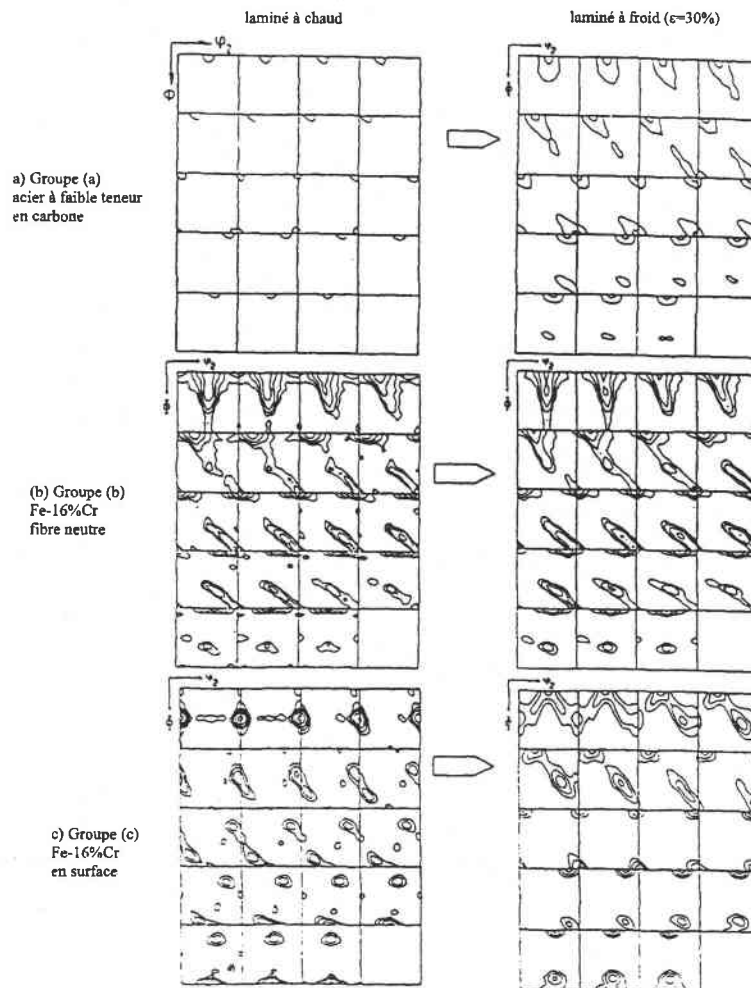 laminé à chaud
laminé à froid (ε=30%)
φ₂
φ₂
a) Groupe (a)
acier à faible teneur
en carbone
φ₂
φ₂
(b) Groupe (b)
Fe-16%Cr
fibre neutre
φ₂
φ₂
c) Groupe (c)
Fe-16%Cr
en surface